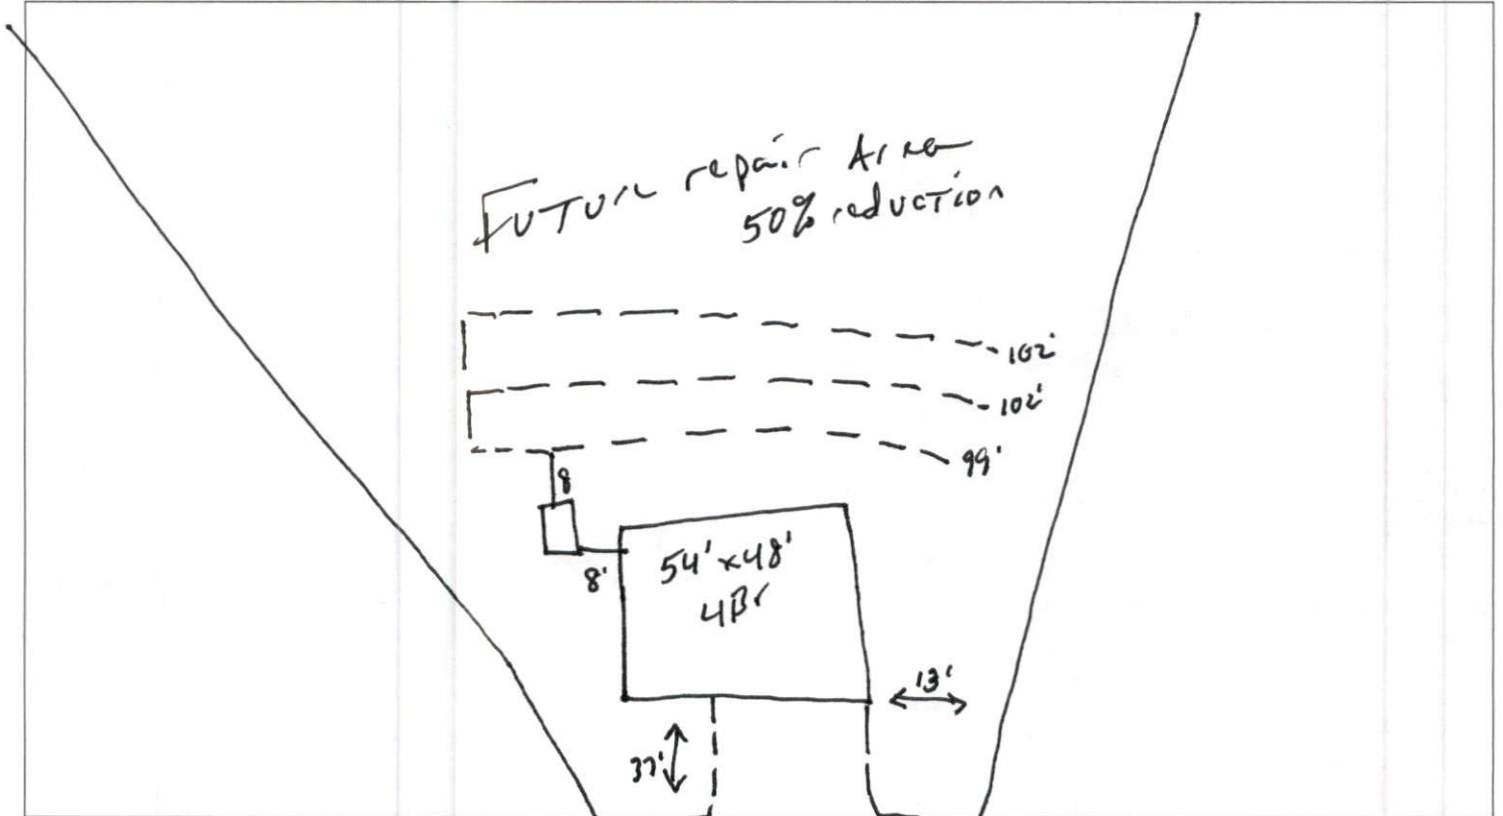 Future repair Area
50% reduction
102'
102'
99'
8
8'
54'x48'
4Br
13'
37'